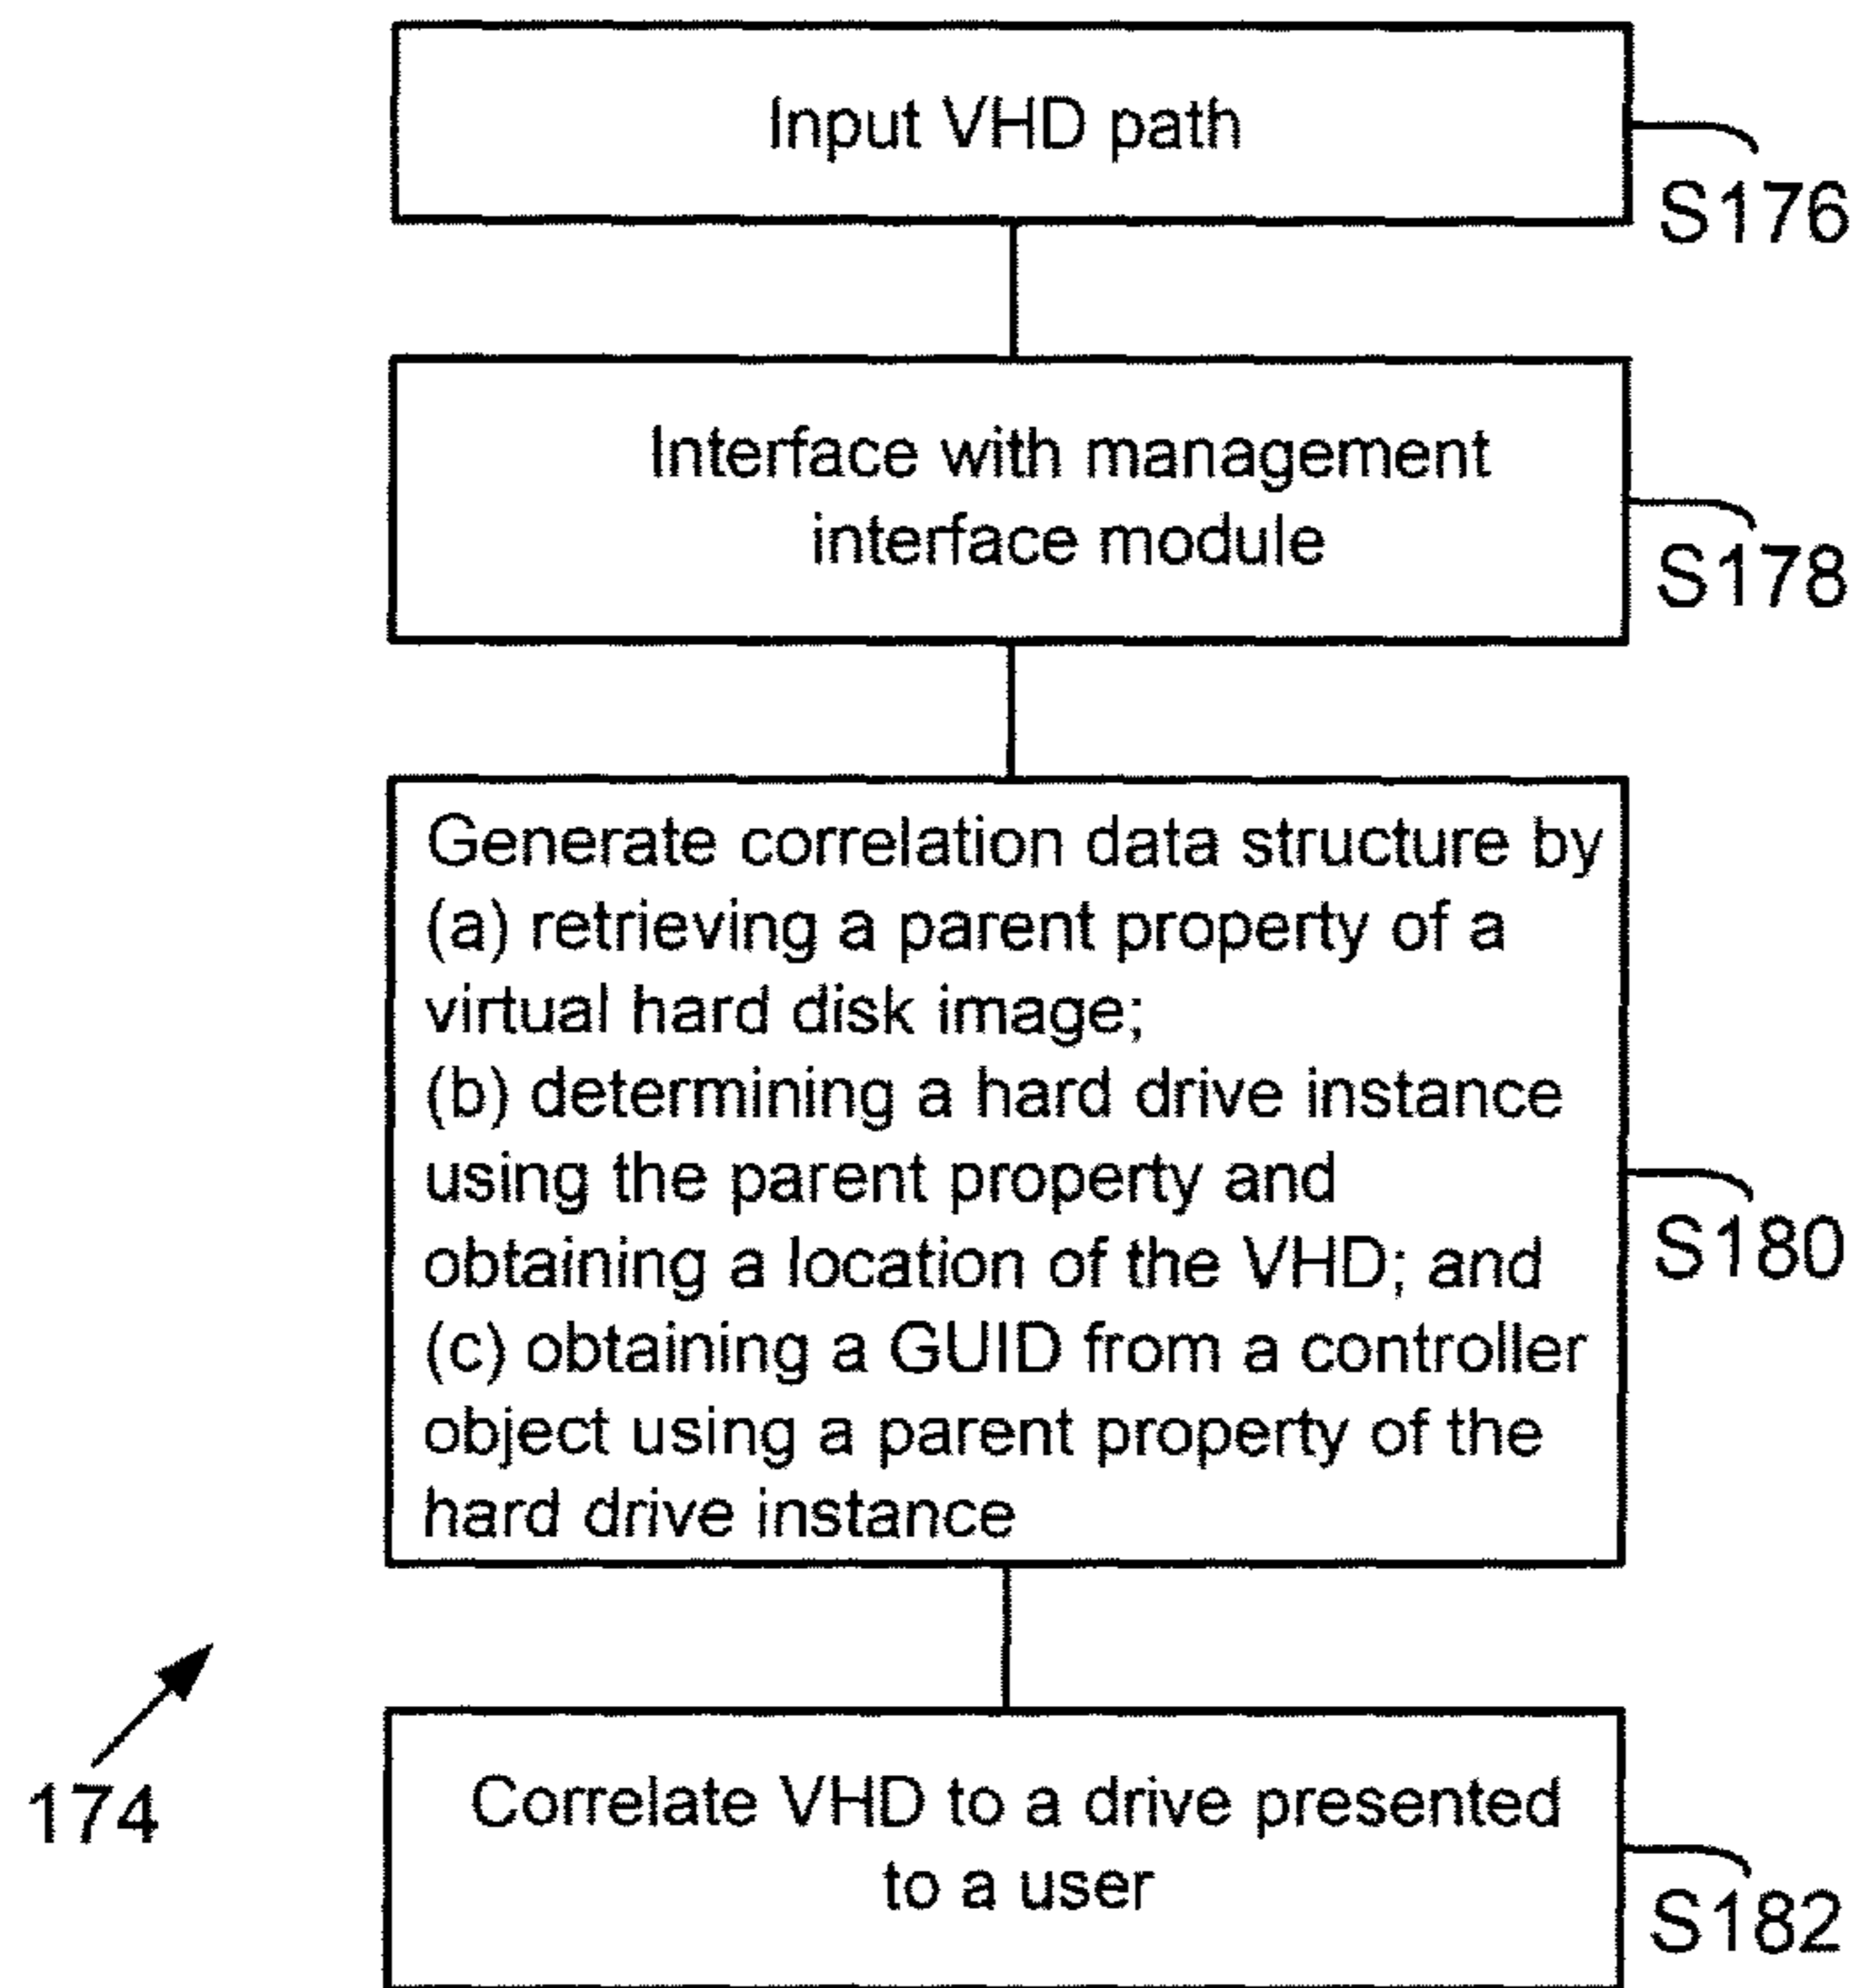 Input VHD path
S176
Interface with management
interface module
S178
Generate correlation data structure by
(a) retrieving a parent property of a
virtual hard disk image;
(b) determining a hard drive instance
using the parent property and
obtaining a location of the VHD; and
(c) obtaining a GUID from a controller
object using a parent property of the
hard drive instance
S180
174
Correlate VHD to a drive presented
to a user
S182